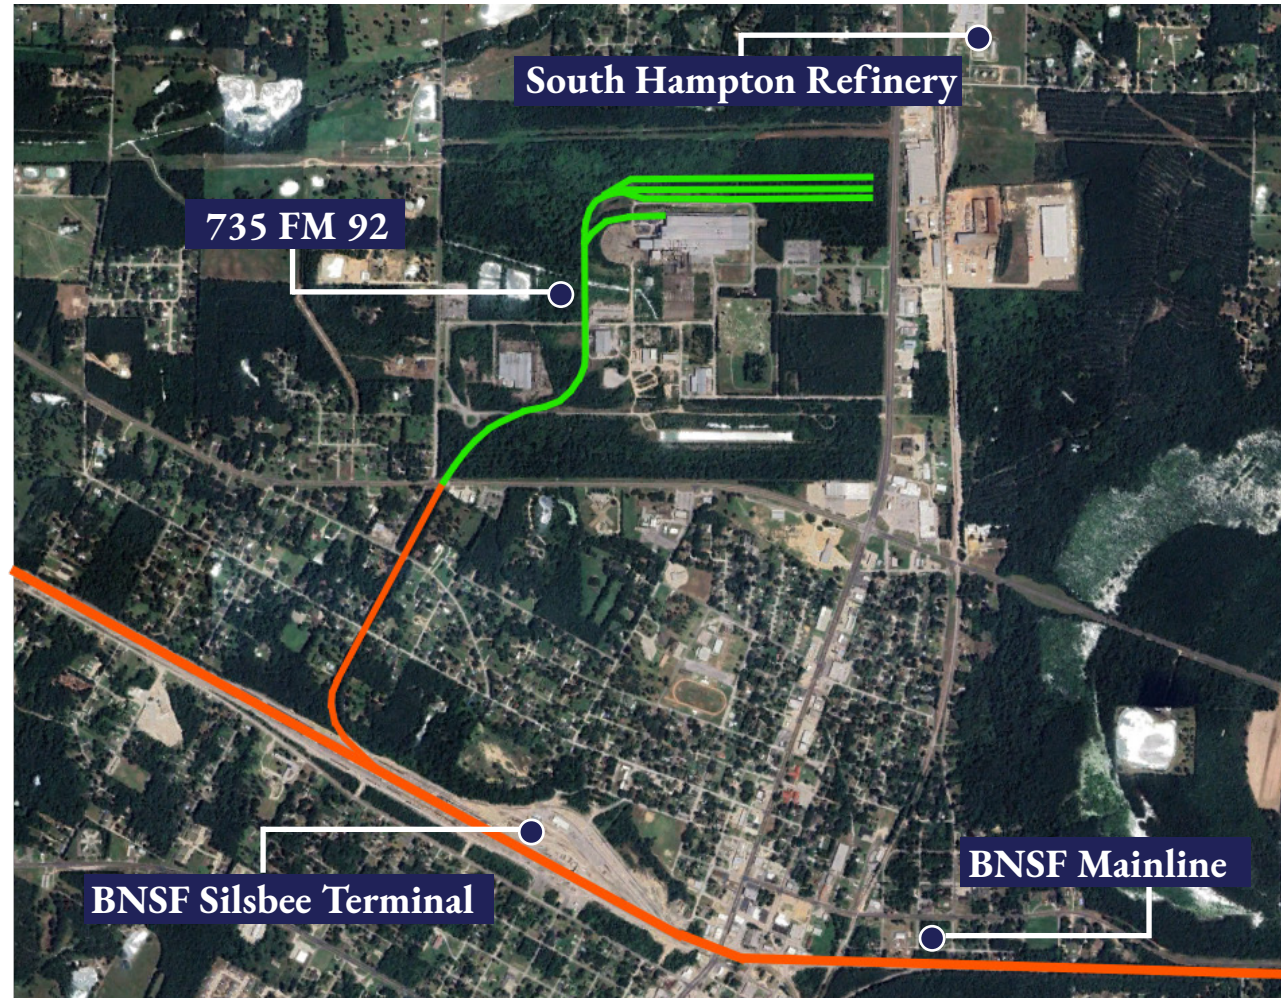 South Hampton Refinery
735 FM 92
BNSF Mainline
BNSF Silsbee Terminal